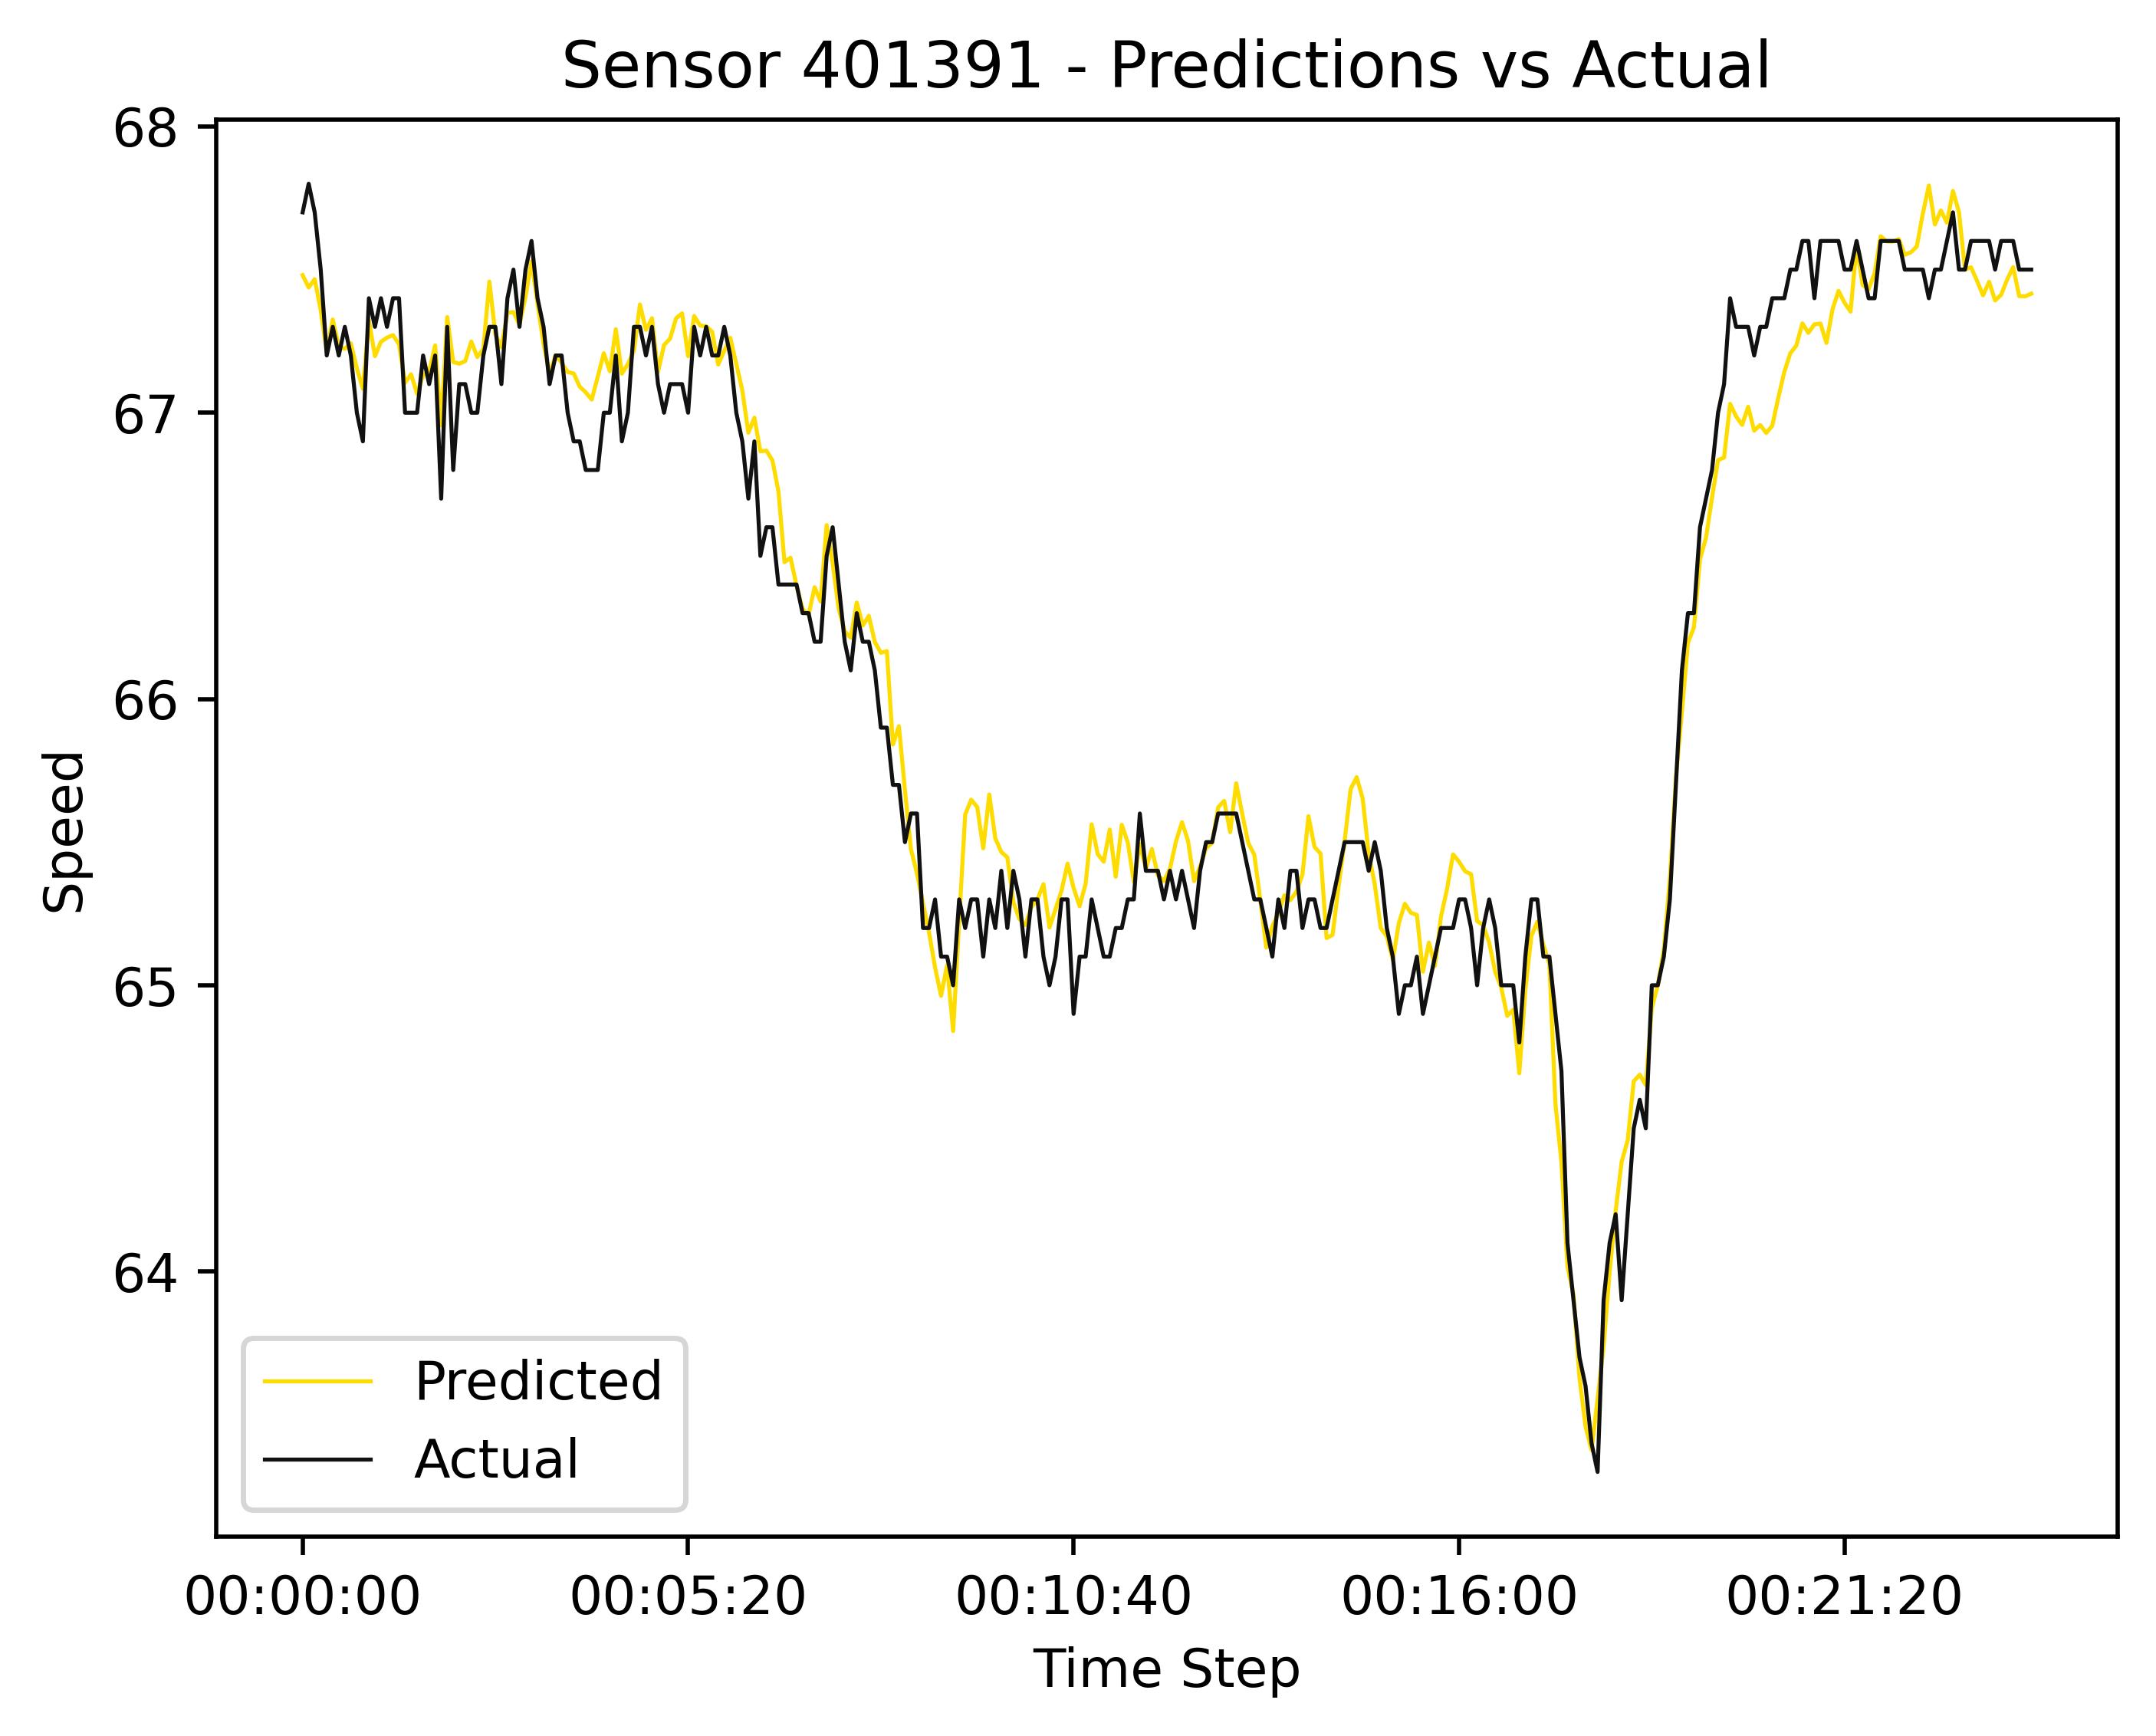 Sensor 401391 - Predictions vs Actual
68
67
66
65
64
Speed
Predicted
Actual
00:00:00 00:05:20 00:10:40 00:16:00 00:21:20
Time Step